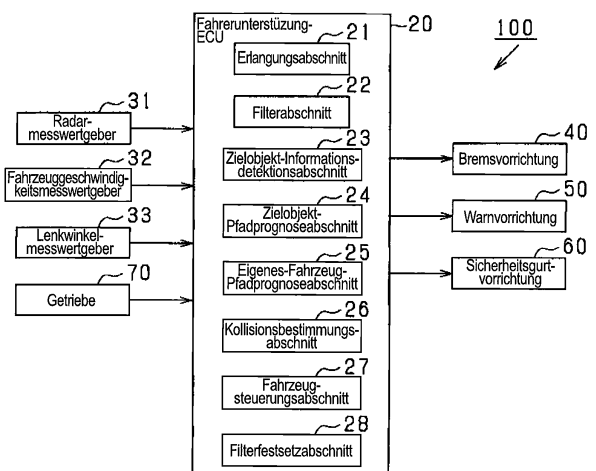 Fahrerunterstüzung-
ECU
20
100
21
Erlangungsabschnitt
22
Filterabschnitt
23
Zielobjekt-Informations-
detektionsabschnitt
24
Zielobjekt-
Pfadprognoseabschnitt
25
Eigenes-Fahrzeug-
Pfadprognoseabschnitt
26
Kollisionsbestimmungs-
abschnitt
27
Fahrzeug-
steuerungsabschnitt
28
Filterfestsetzabschnitt
31
Radar-
messwertgeber
32
Fahrzeuggeschwindig-
keitsmesswertgeber
33
Lenkwinkel-
messwertgeber
70
Getriebe
40
Bremsvorrichtung
50
Warnvorrichtung
60
Sicherheitsgurt-
vorrichtung